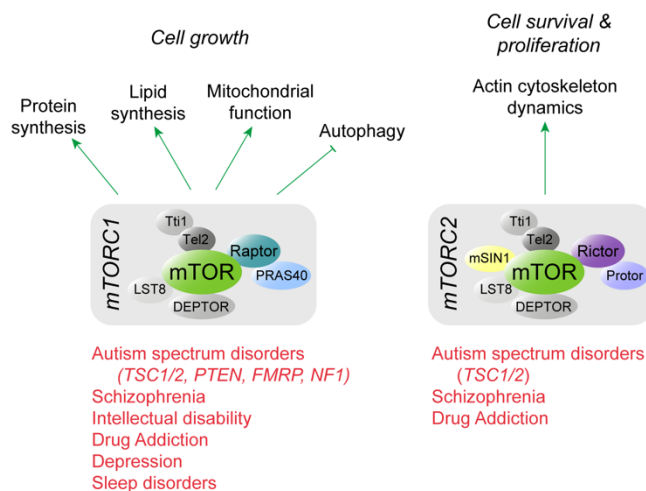 Cell growth
Protein
synthesis
Lipid
synthesis
Mitochondrial
function
Autophagy
mTORC1
Tti1
Tel2
Raptor
mTOR
PRAS40
LST8
DEPTOR
Autism spectrum disorders
(TSC1/2, PTEN, FMRP, NF1)
Schizophrenia
Intellectual disability
Drug Addiction
Depression
Sleep disorders
Cell survival &
proliferation
Actin cytoskeleton
dynamics
mTORC2
Tti1
Tel2
Rictor
mSIN1
mTOR
Protor
LST8
DEPTOR
Autism spectrum disorders
(TSC1/2)
Schizophrenia
Drug Addiction